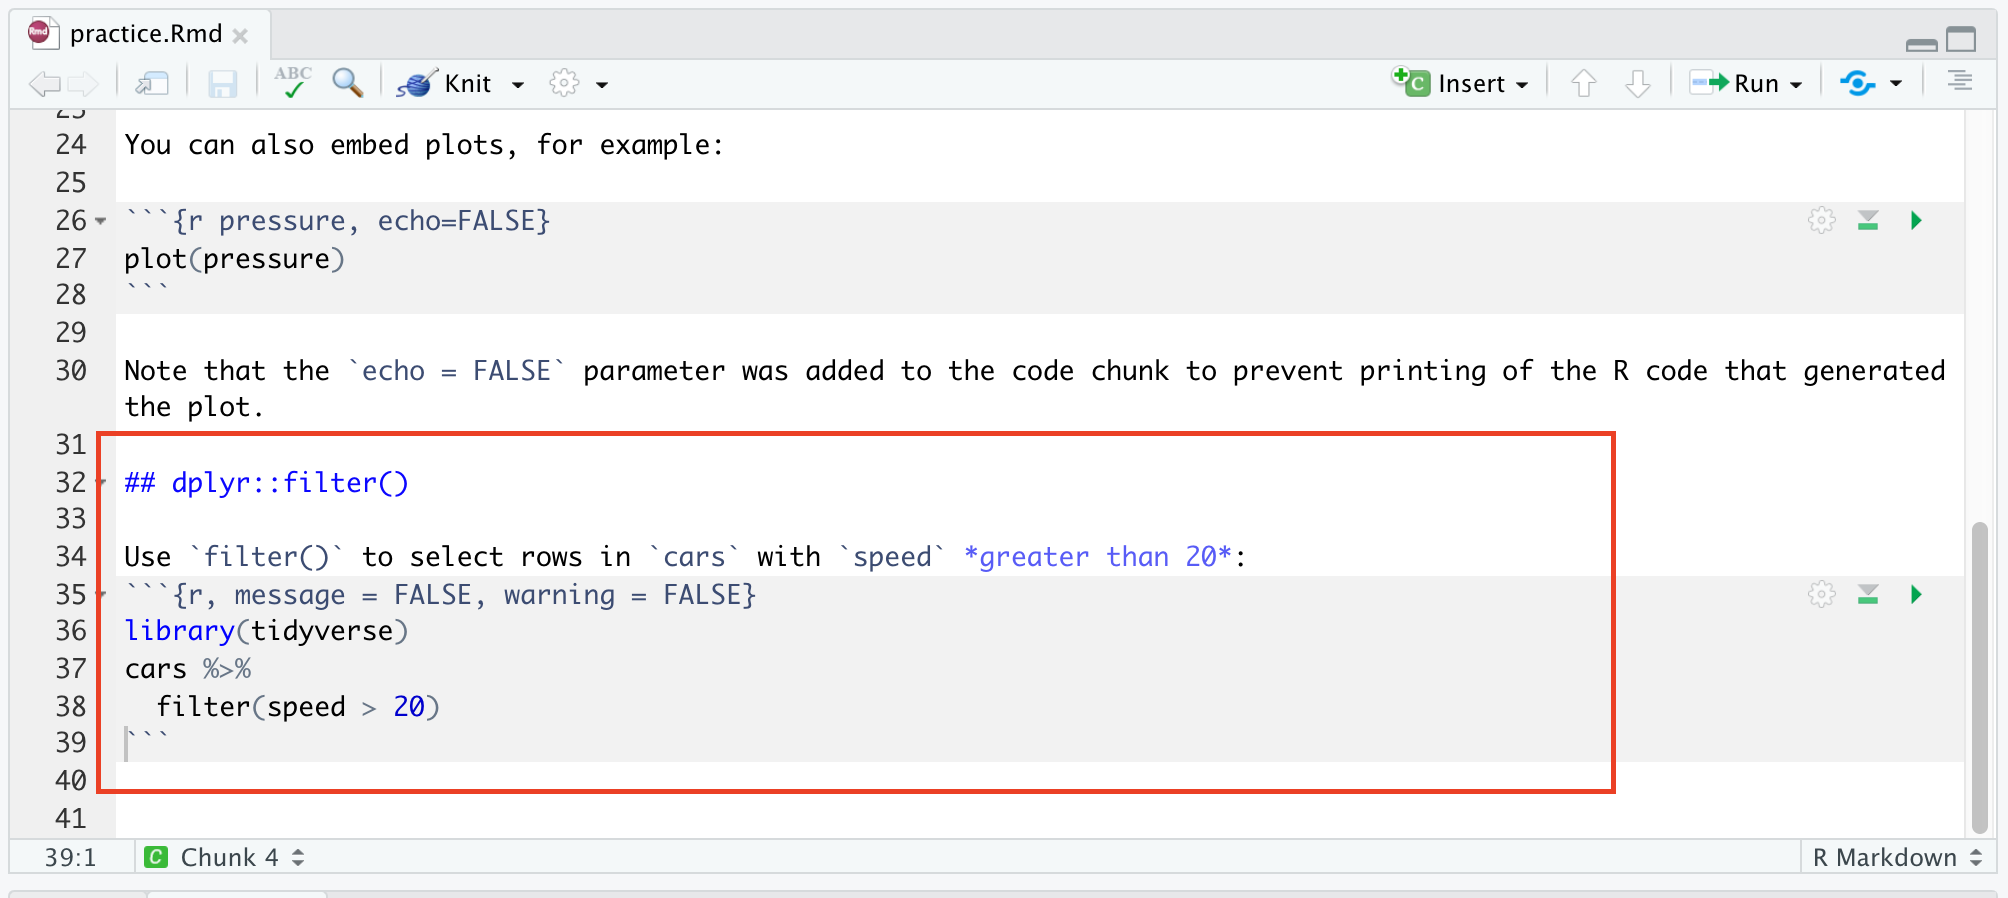 practice.Rmd
ABC Knit Insert Run
23
24 You can also embed plots, for example:
25
26 ```{r pressure, echo=FALSE}
27 plot(pressure)
28 ```
29
30 Note that the `echo = FALSE` parameter was added to the code chunk to prevent printing of the R code that generated
the plot.
31
32 ## dplyr::filter()
33
34 Use `filter()` to select rows in `cars` with `speed` *greater than 20*:
35 ```{r, message = FALSE, warning = FALSE}
36 library(tidyverse)
37 cars %>%
38   filter(speed > 20)
39 ```
40
41
39:1 C Chunk 4 R Markdown